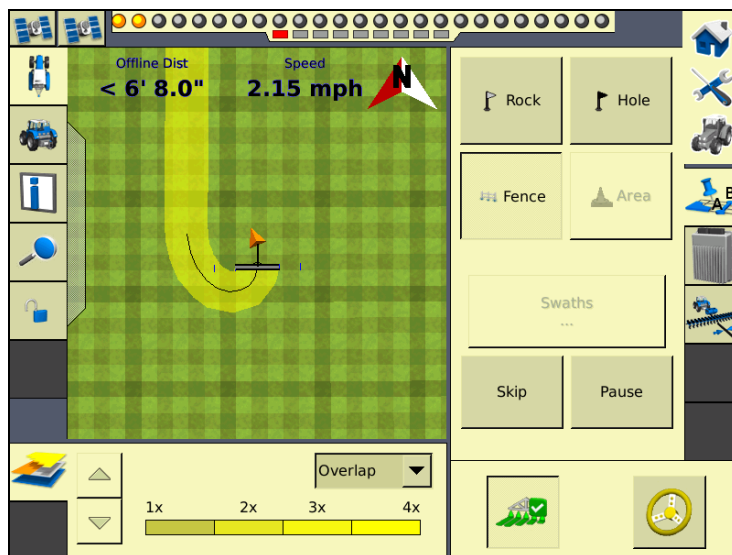 Offline Dist Speed
< 6' 8.0" 2.15 mph
N
Rock Hole
Fence Area
A B
Swaths
...
Skip Pause
Overlap
1x 2x 3x 4x